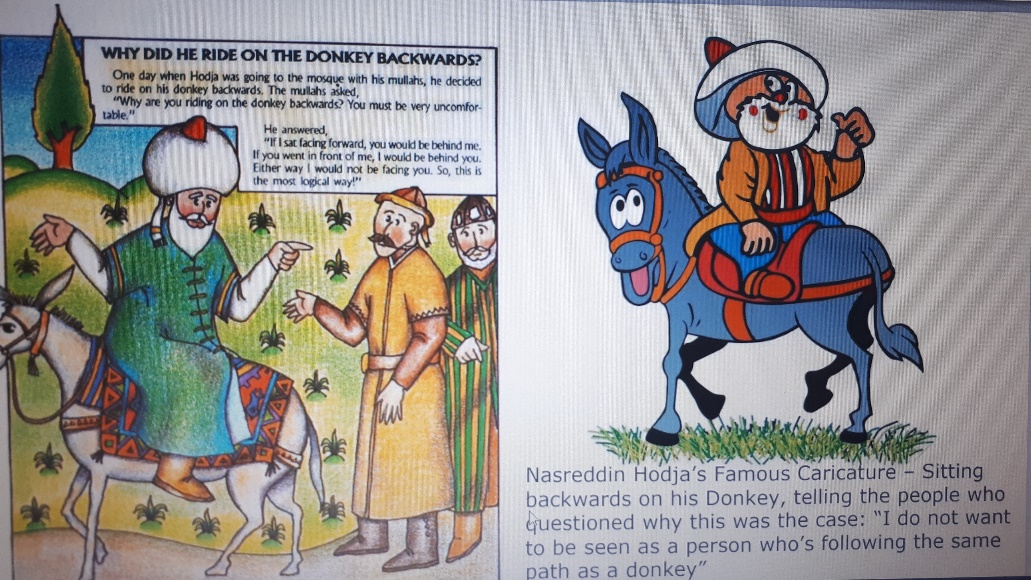 WHY DID HE RIDE ON THE DONKEY BACKWARDS?
One day when Hodja was going to the mosque with his mullahs, he decided
to ride on his donkey backwards. The mullahs asked,
"Why are you riding on the donkey backwards? You must be very uncomfor-
table."
He answered,
"If I sat facing forward, you would be behind me.
If you went in front of me, I would be behind you.
Either way I would not be facing you. So, this is
the most logical way!"
Nasreddin Hodja's Famous Caricature – Sitting
backwards on his Donkey, telling the people who
questioned why this was the case: "I do not want
to be seen as a person who's following the same
path as a donkey"